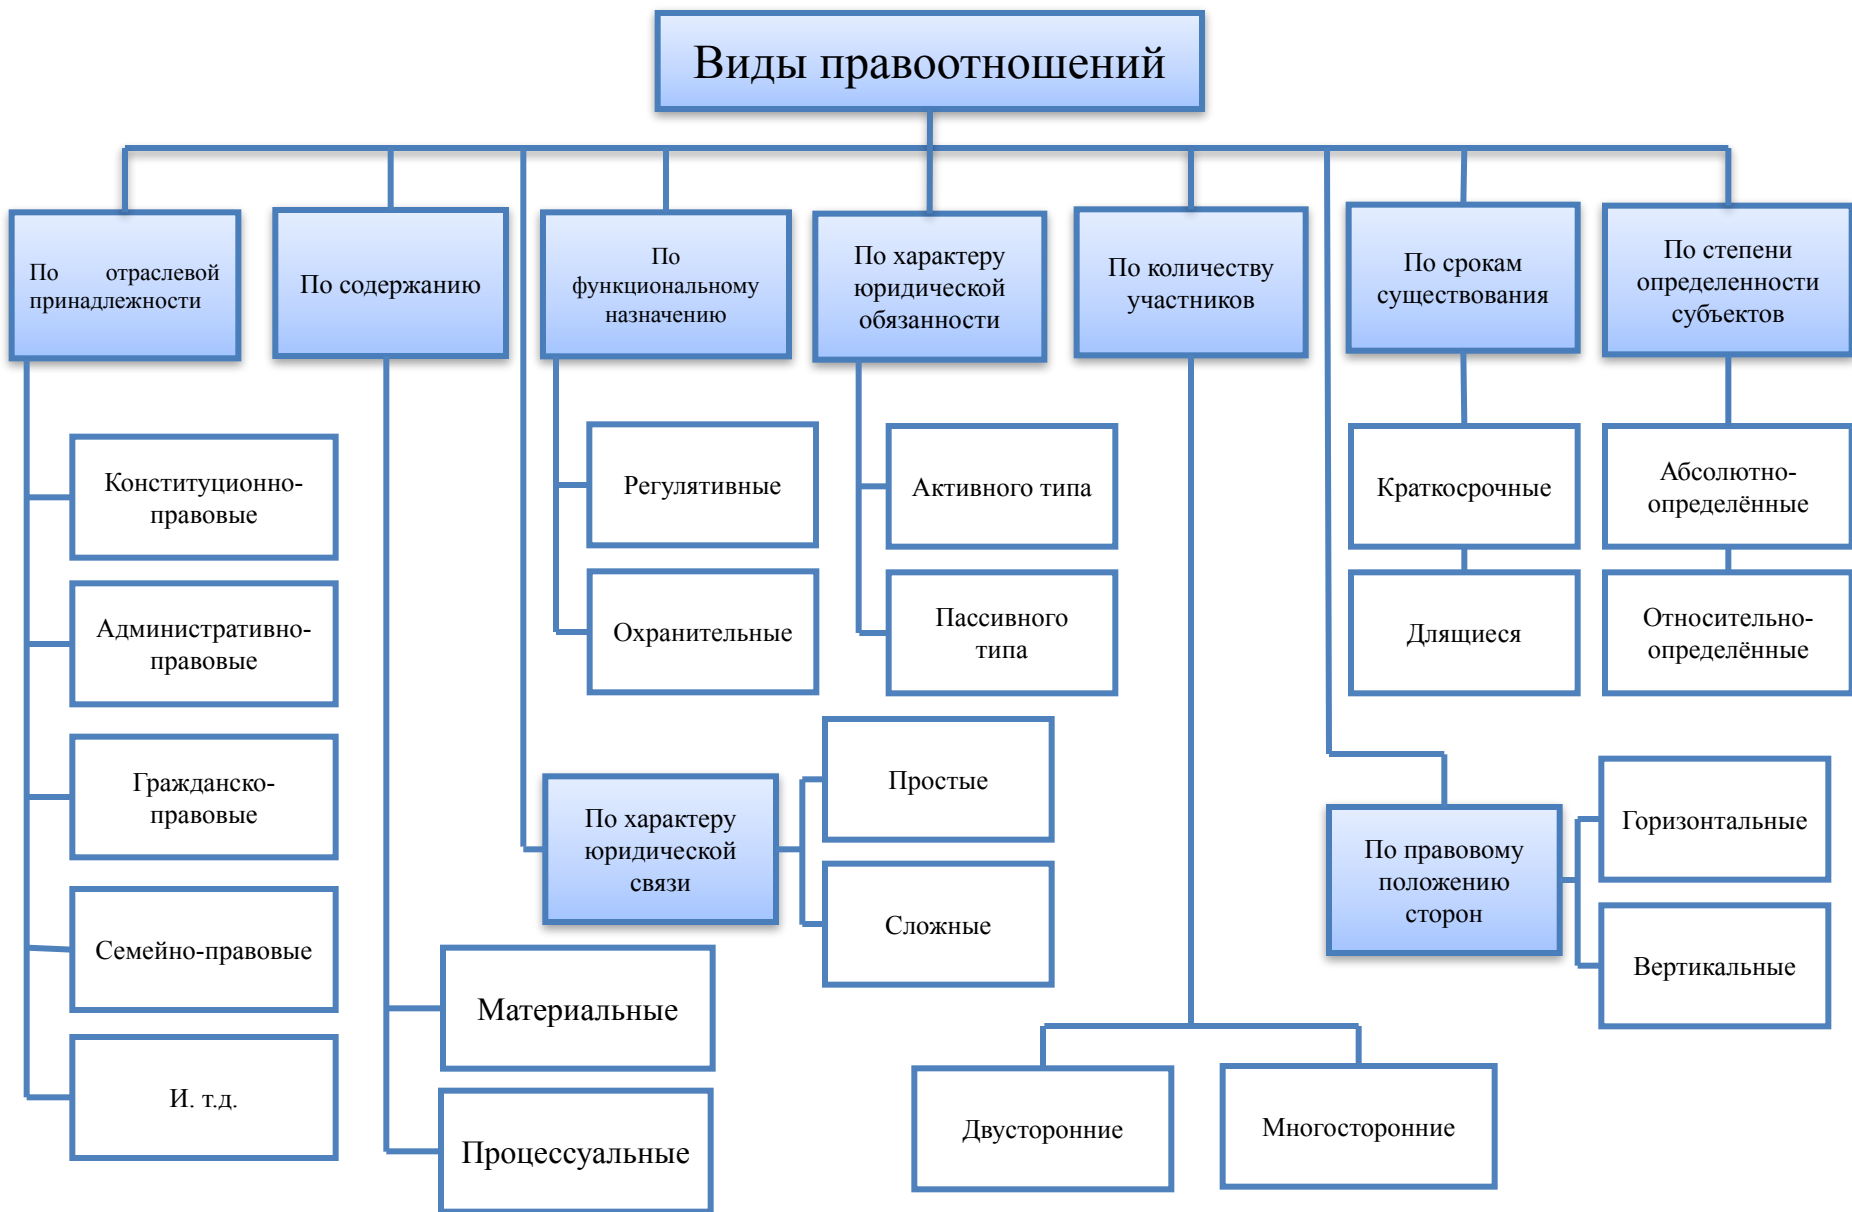 Виды правоотношений
По отраслевой
принадлежности
По содержанию
По
функциональному
назначению
По характеру
юридической
обязанности
По количеству
участников
По срокам
существования
По степени
определенности
субъектов
Конституционно-
правовые
Административно-
правовые
Гражданско-
правовые
Семейно-правовые
И. т.д.
Материальные
Процессуальные
Регулятивные
Охранительные
По характеру
юридической
связи
Простые
Сложные
Активного типа
Пассивного
типа
Двусторонние
Многосторонние
Краткосрочные
Длящиеся
Абсолютно-
определённые
Относительно-
определённые
По правовому
положению
сторон
Горизонтальные
Вертикальные